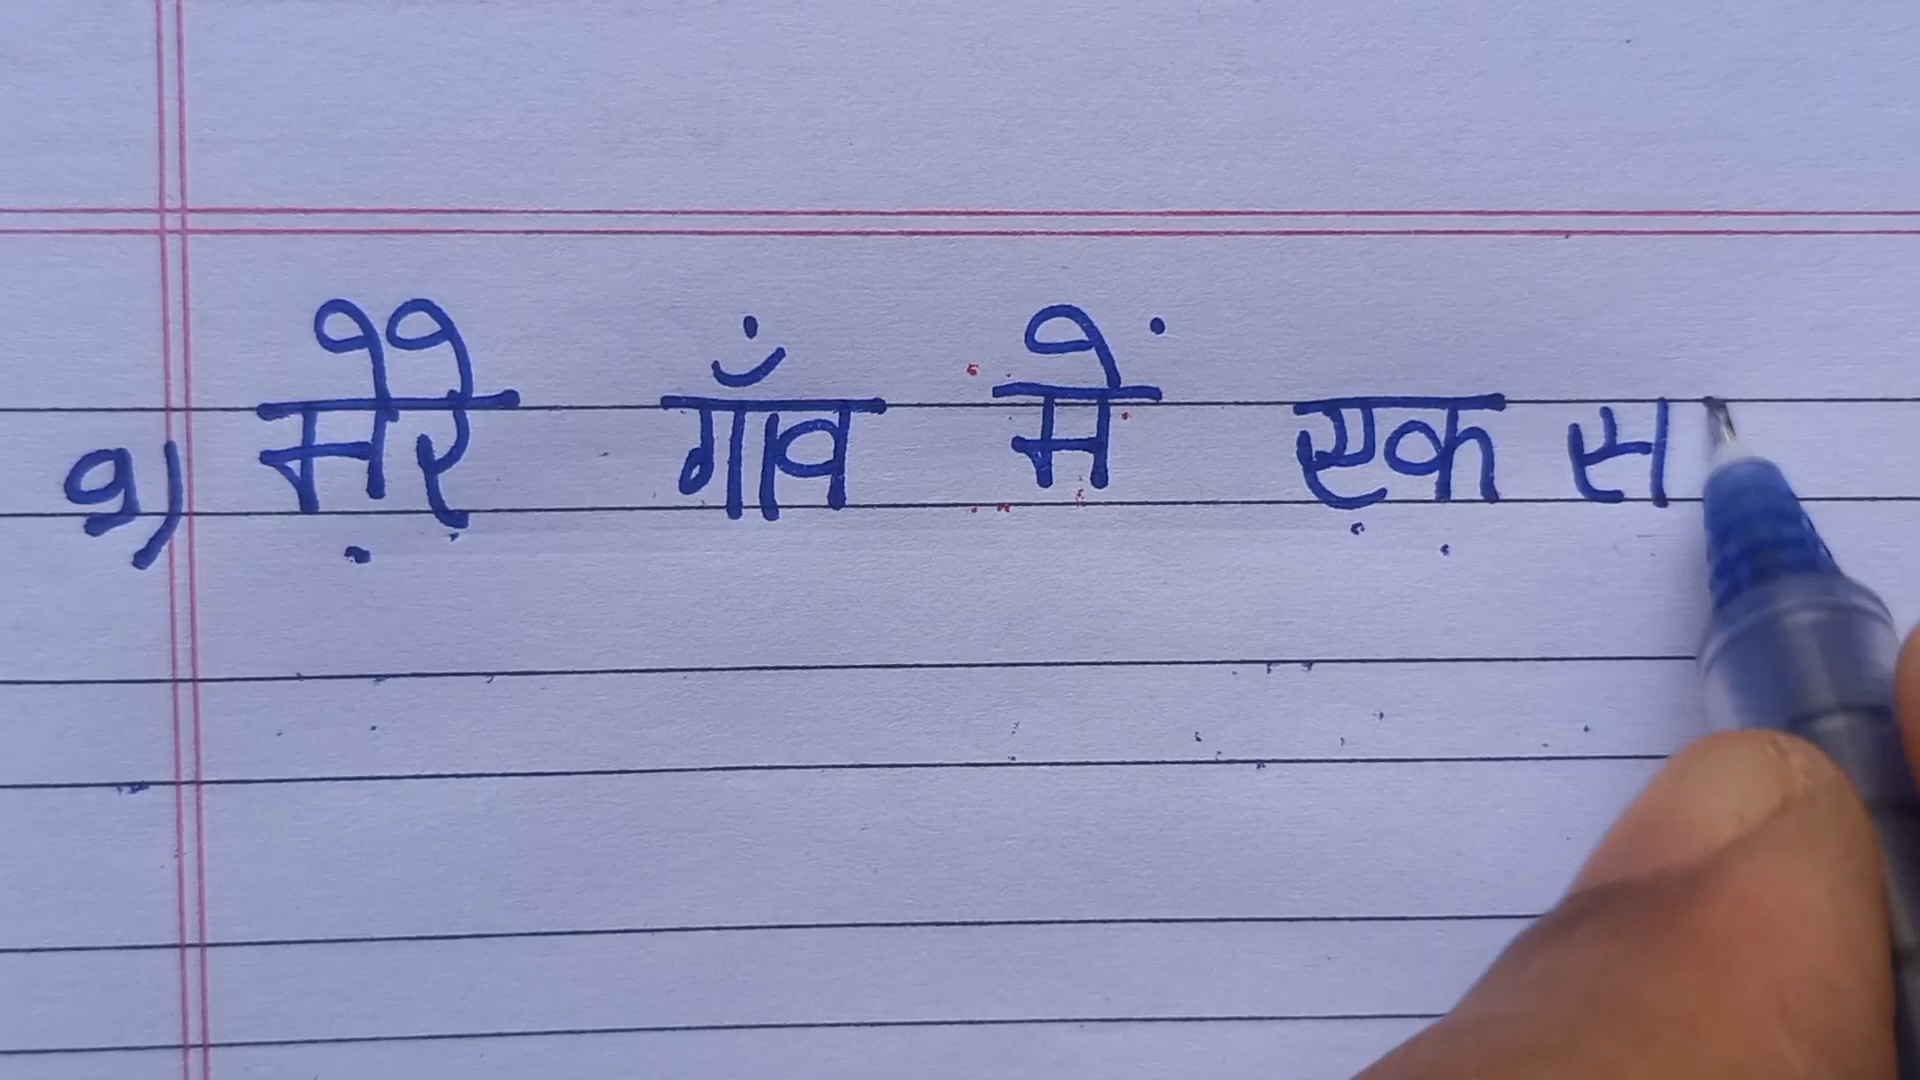 १) मेरे गाँव में एक स